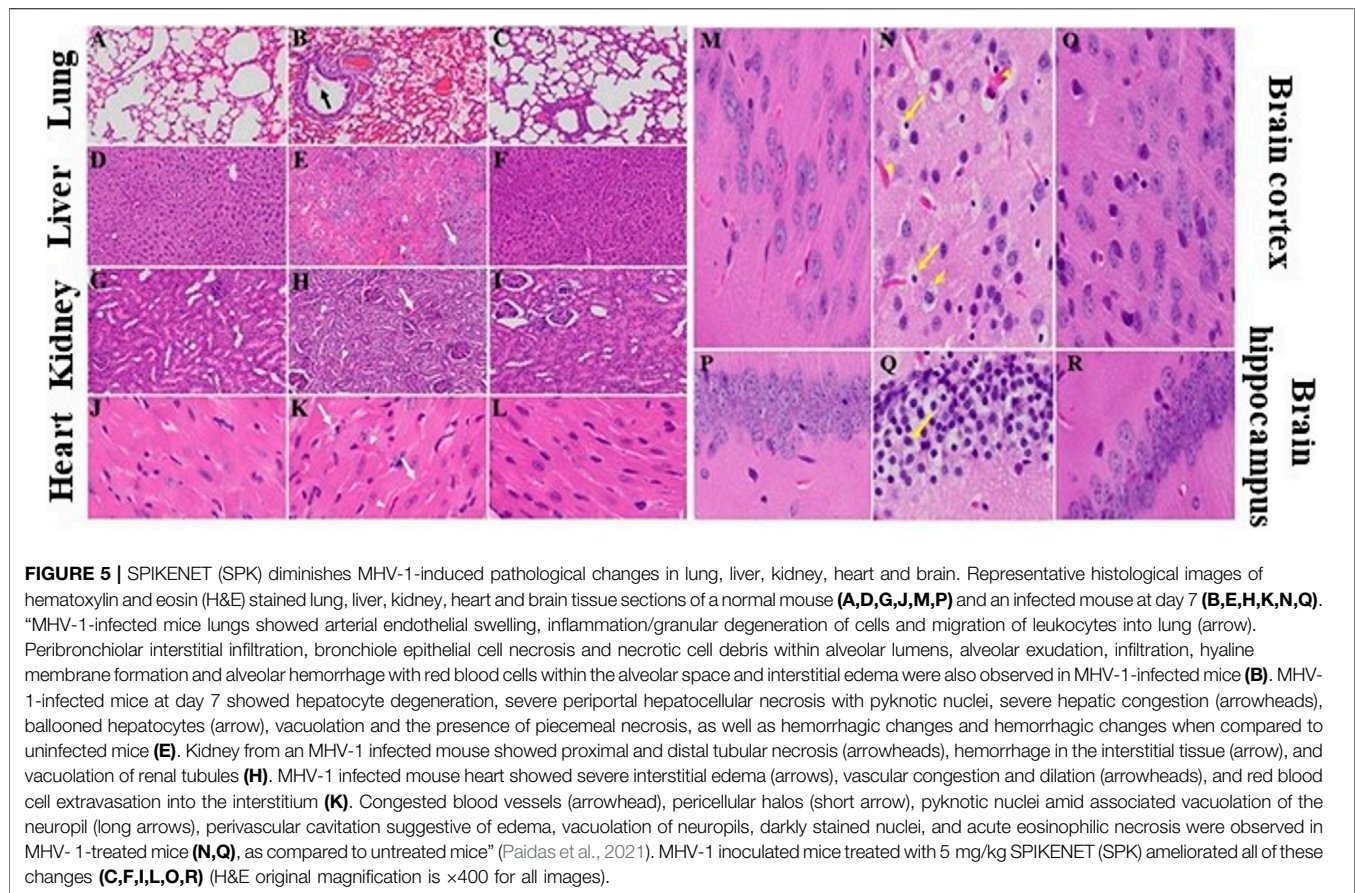 Lung
Liver
Kidney
Heart
A
B
C
D
E
F
G
H
I
J
K
L
M
N
O
P
Q
R
Brain cortex
Brain
hippocampus
FIGURE 5 | SPIKENET (SPK) diminishes MHV-1-induced pathological changes in lung, liver, kidney, heart and brain. Representative histological images of
hematoxylin and eosin (H&E) stained lung, liver, kidney, heart and brain tissue sections of a normal mouse (A,D,G,J,M,P) and an infected mouse at day 7 (B,E,H,K,N,Q).
“MHV-1-infected mice lungs showed arterial endothelial swelling, inflammation/granular degeneration of cells and migration of leukocytes into lung (arrow).
Peribronchiolar interstitial infiltration, bronchiole epithelial cell necrosis and necrotic cell debris within alveolar lumens, alveolar exudation, infiltration, hyaline
membrane formation and alveolar hemorrhage with red blood cells within the alveolar space and interstitial edema were also observed in MHV-1-infected mice (B). MHV-
1-infected mice at day 7 showed hepatocyte degeneration, severe periportal hepatocellular necrosis with pyknotic nuclei, severe hepatic congestion (arrowheads),
ballooned hepatocytes (arrow), vacuolation and the presence of piecemeal necrosis, as well as hemorrhagic changes and hemorrhagic changes when compared to
uninfected mice (E). Kidney from an MHV-1 infected mouse showed proximal and distal tubular necrosis (arrowheads), hemorrhage in the interstitial tissue (arrow), and
vacuolation of renal tubules (H). MHV-1 infected mouse heart showed severe interstitial edema (arrows), vascular congestion and dilation (arrowheads), and red blood
cell extravasation into the interstitium (K). Congested blood vessels (arrowhead), pericellular halos (short arrow), pyknotic nuclei amid associated vacuolation of the
neuropil (long arrows), perivascular cavitation suggestive of edema, vacuolation of neuropils, darkly stained nuclei, and acute eosinophilic necrosis were observed in
MHV- 1-treated mice (N,Q), as compared to untreated mice” (Paidas et al., 2021). MHV-1 inoculated mice treated with 5 mg/kg SPIKENET (SPK) ameliorated all of these
changes (C,F,I,L,O,R) (H&E original magnification is ×400 for all images).